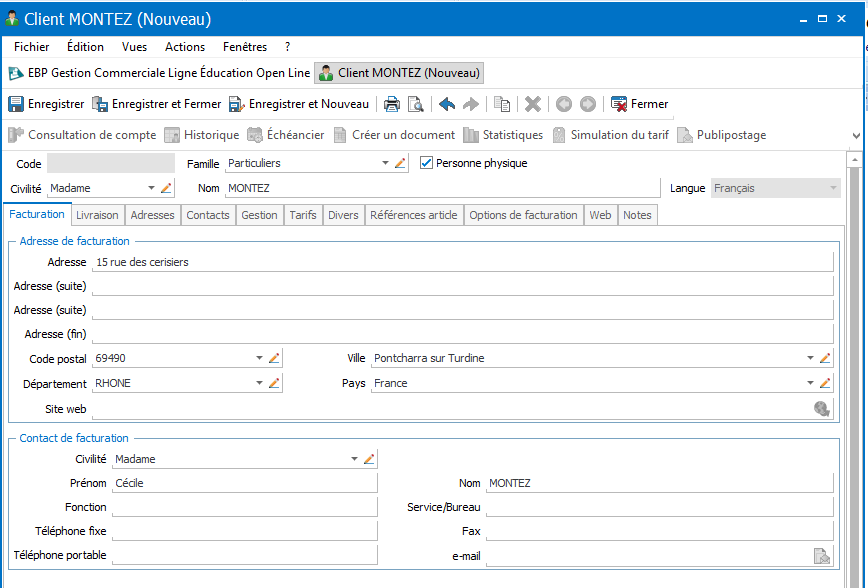 Client MONTEZ (Nouveau)
Fichier Édition Vues Actions Fenêtres ?
EBP Gestion Commerciale Ligne Éducation Open Line Client MONTEZ (Nouveau)
Enregistrer Enregistrer et Fermer Enregistrer et Nouveau Fermer
Consultation de compte Historique Échéancier Créer un document Statistiques Simulation du tarif Publipostage
Code Famille Particuliers Personne physique
Civilité Madame Nom MONTEZ Langue Français
Facturation Livraison Adresses Contacts Gestion Tarifs Divers Références article Options de facturation Web Notes
Adresse de facturation
Adresse 15 rue des cerisiers
Adresse (suite)
Adresse (suite)
Adresse (fin)
Code postal 69490 Ville Pontcharra sur Turdine
Département RHONE Pays France
Site web
Contact de facturation
Civilité Madame
Prénom Cécile Nom MONTEZ
Fonction Service/Bureau
Téléphone fixe Fax
Téléphone portable e-mail